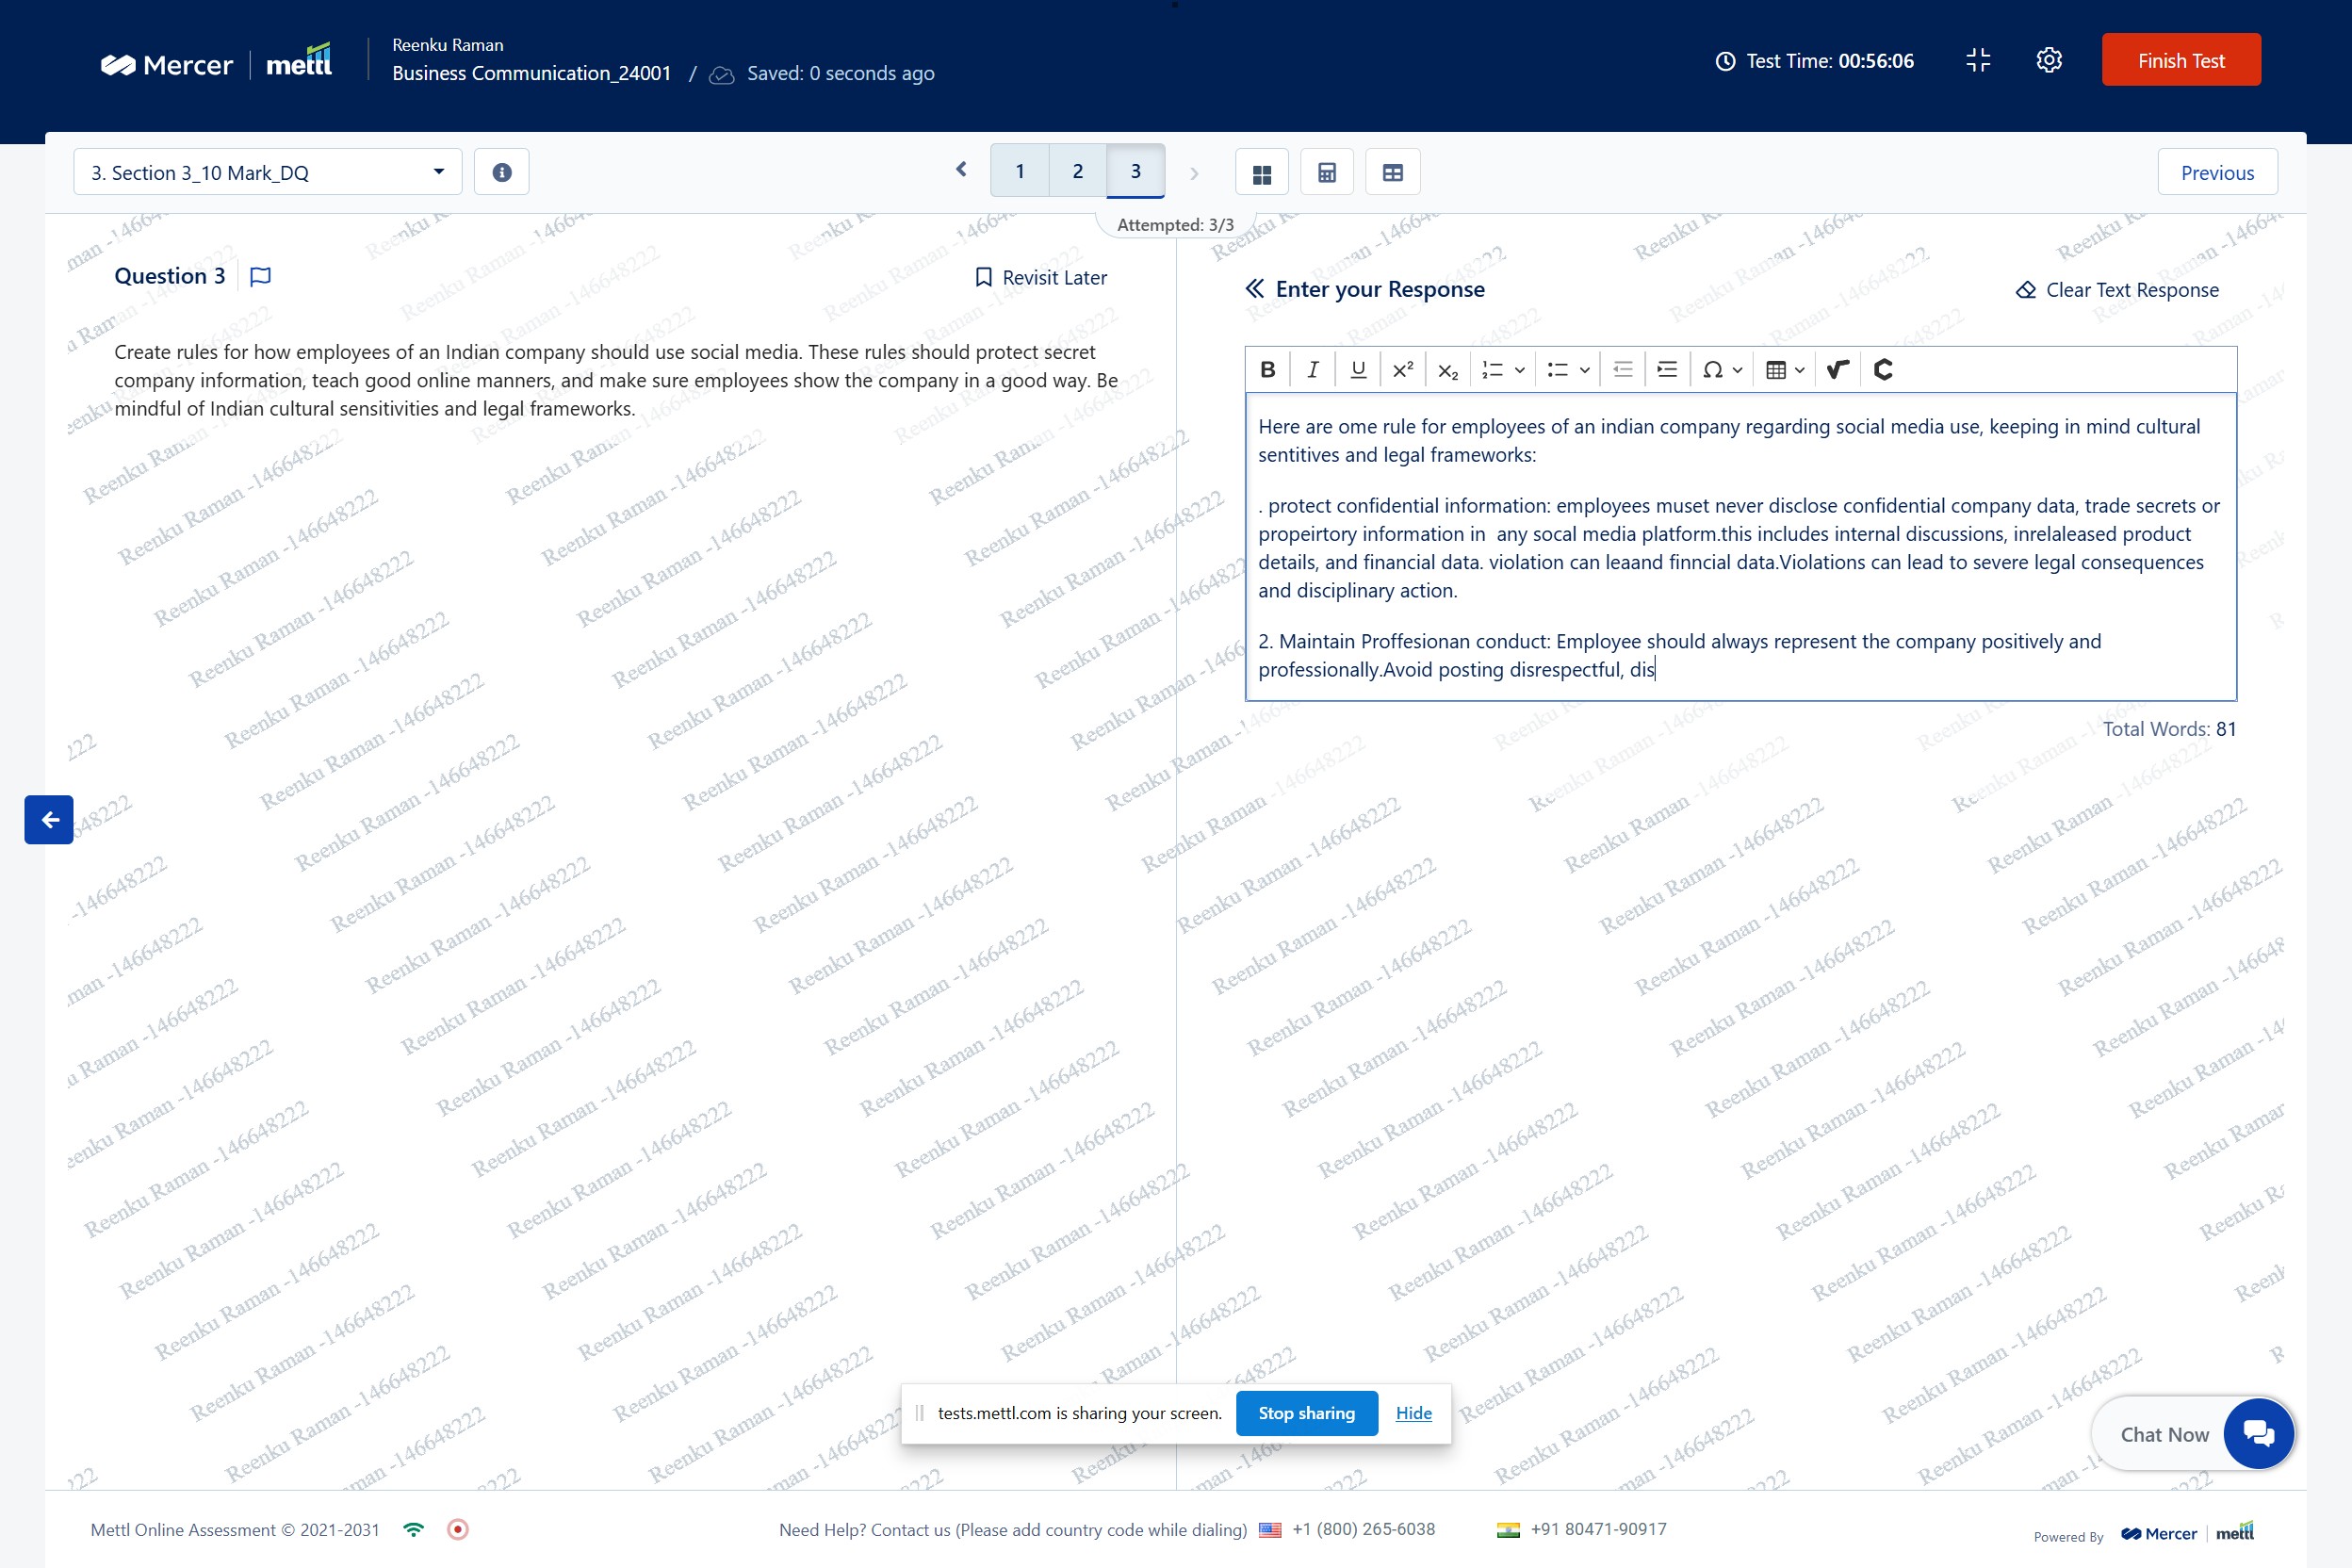 Mercer | mettl
Reenku Raman
Business Communication_24001 / Saved: 0 seconds ago
Test Time: 00:56:06
Finish Test
3. Section 3_10 Mark_DQ
1 2 3
Previous
Attempted: 3/3
Question 3
Revisit Later
Create rules for how employees of an Indian company should use social media. These rules should protect secret
company information, teach good online manners, and make sure employees show the company in a good way. Be
mindful of Indian cultural sensitivities and legal frameworks.
Enter your Response
Clear Text Response
Here are ome rule for employees of an indian company regarding social media use, keeping in mind cultural
sentitives and legal frameworks:
. protect confidential information: employees muset never disclose confidential company data, trade secrets or
propeirtory information in  any socal media platform.this includes internal discussions, inrelaleased product
details, and financial data. violation can leaand finncial data.Violations can lead to severe legal consequences
and disciplinary action.
2. Maintain Proffesionan conduct: Employee should always represent the company positively and
professionally.Avoid posting disrespectful, dis
Total Words: 81
Reenku Raman -146648222
tests.mettl.com is sharing your screen.
Stop sharing
Hide
Chat Now
Mettl Online Assessment © 2021-2031
Need Help? Contact us (Please add country code while dialing) +1 (800) 265-6038 +91 80471-90917
Powered By Mercer | mettl